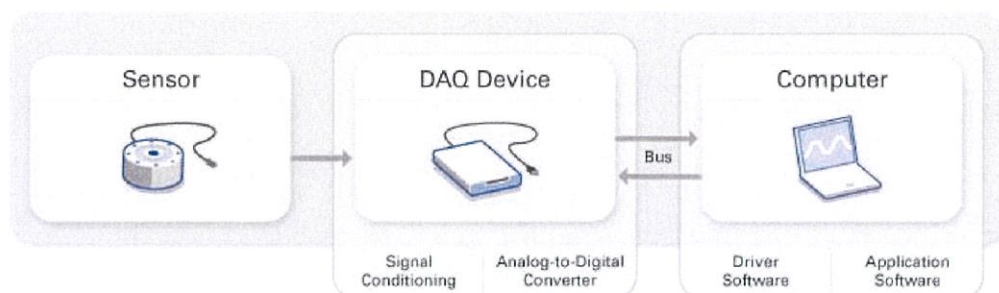 Sensor
DAQ Device
Computer
Bus
Signal
Conditioning
Analog-to-Digital
Converter
Driver
Software
Application
Software